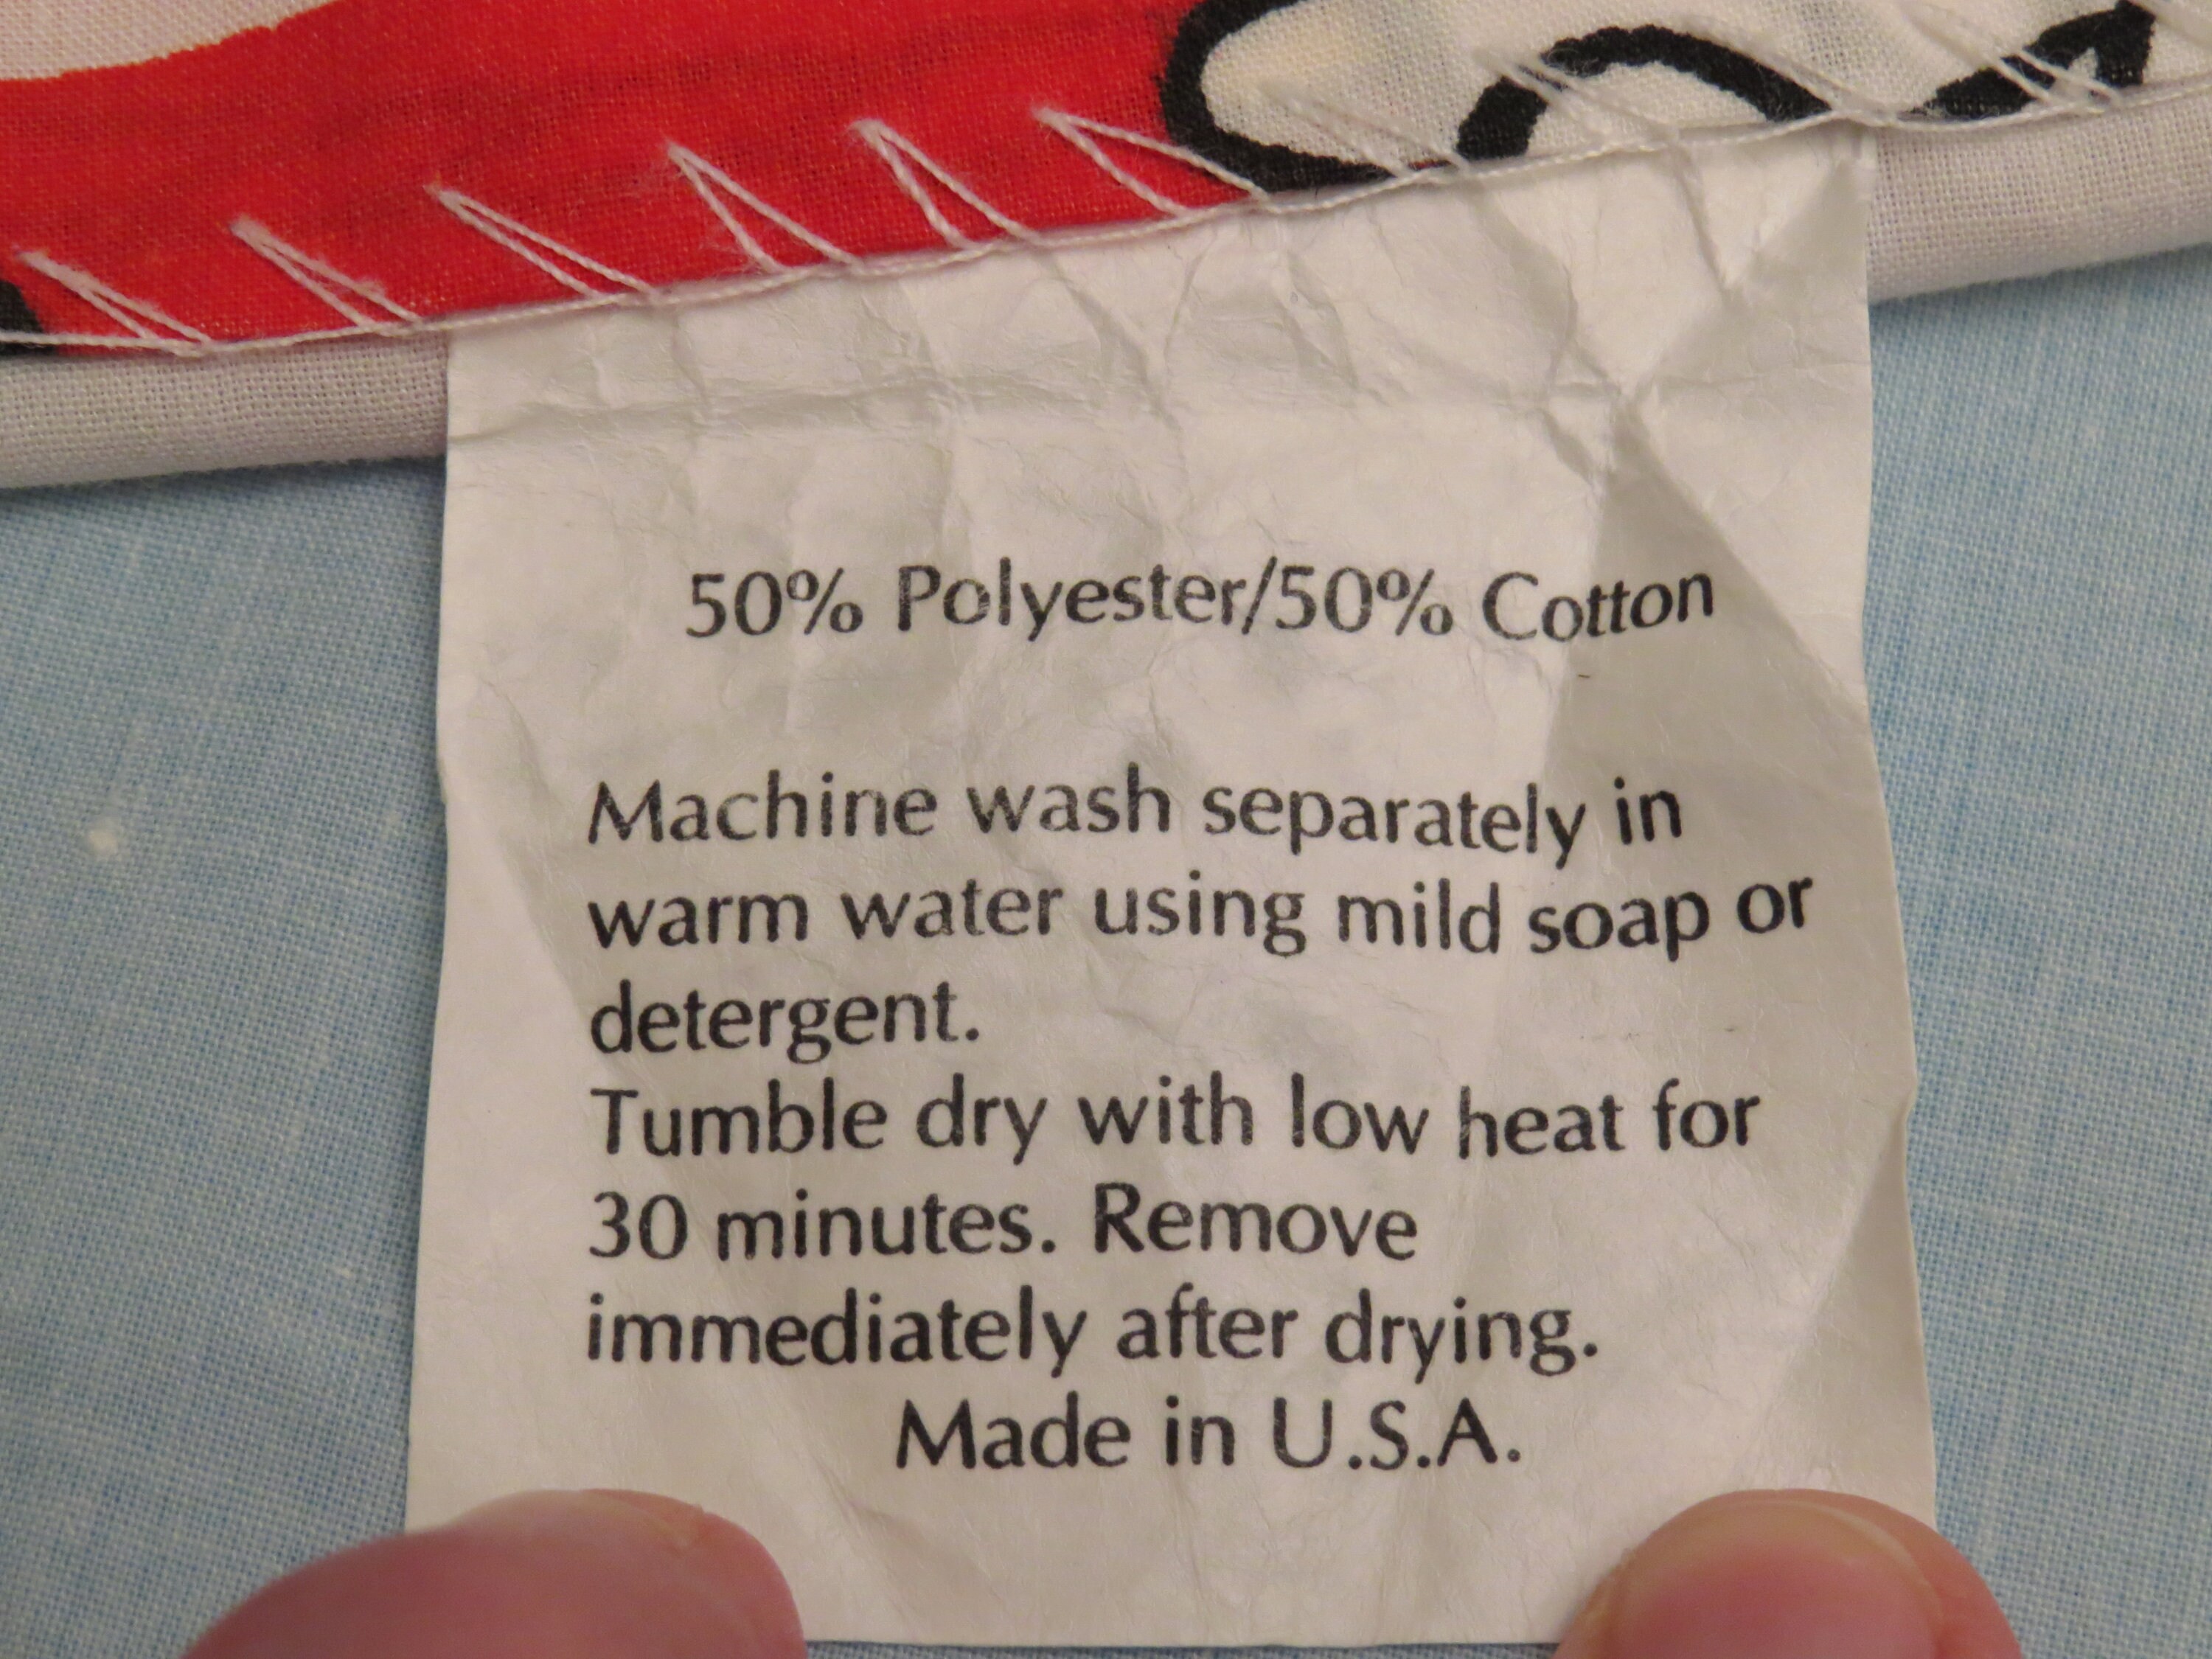 50% Polyester/50% Cotton
Machine wash separately in
warm water using mild soap or
detergent.
Tumble dry with low heat for
30 minutes. Remove
immediately after drying.
Made in U.S.A.